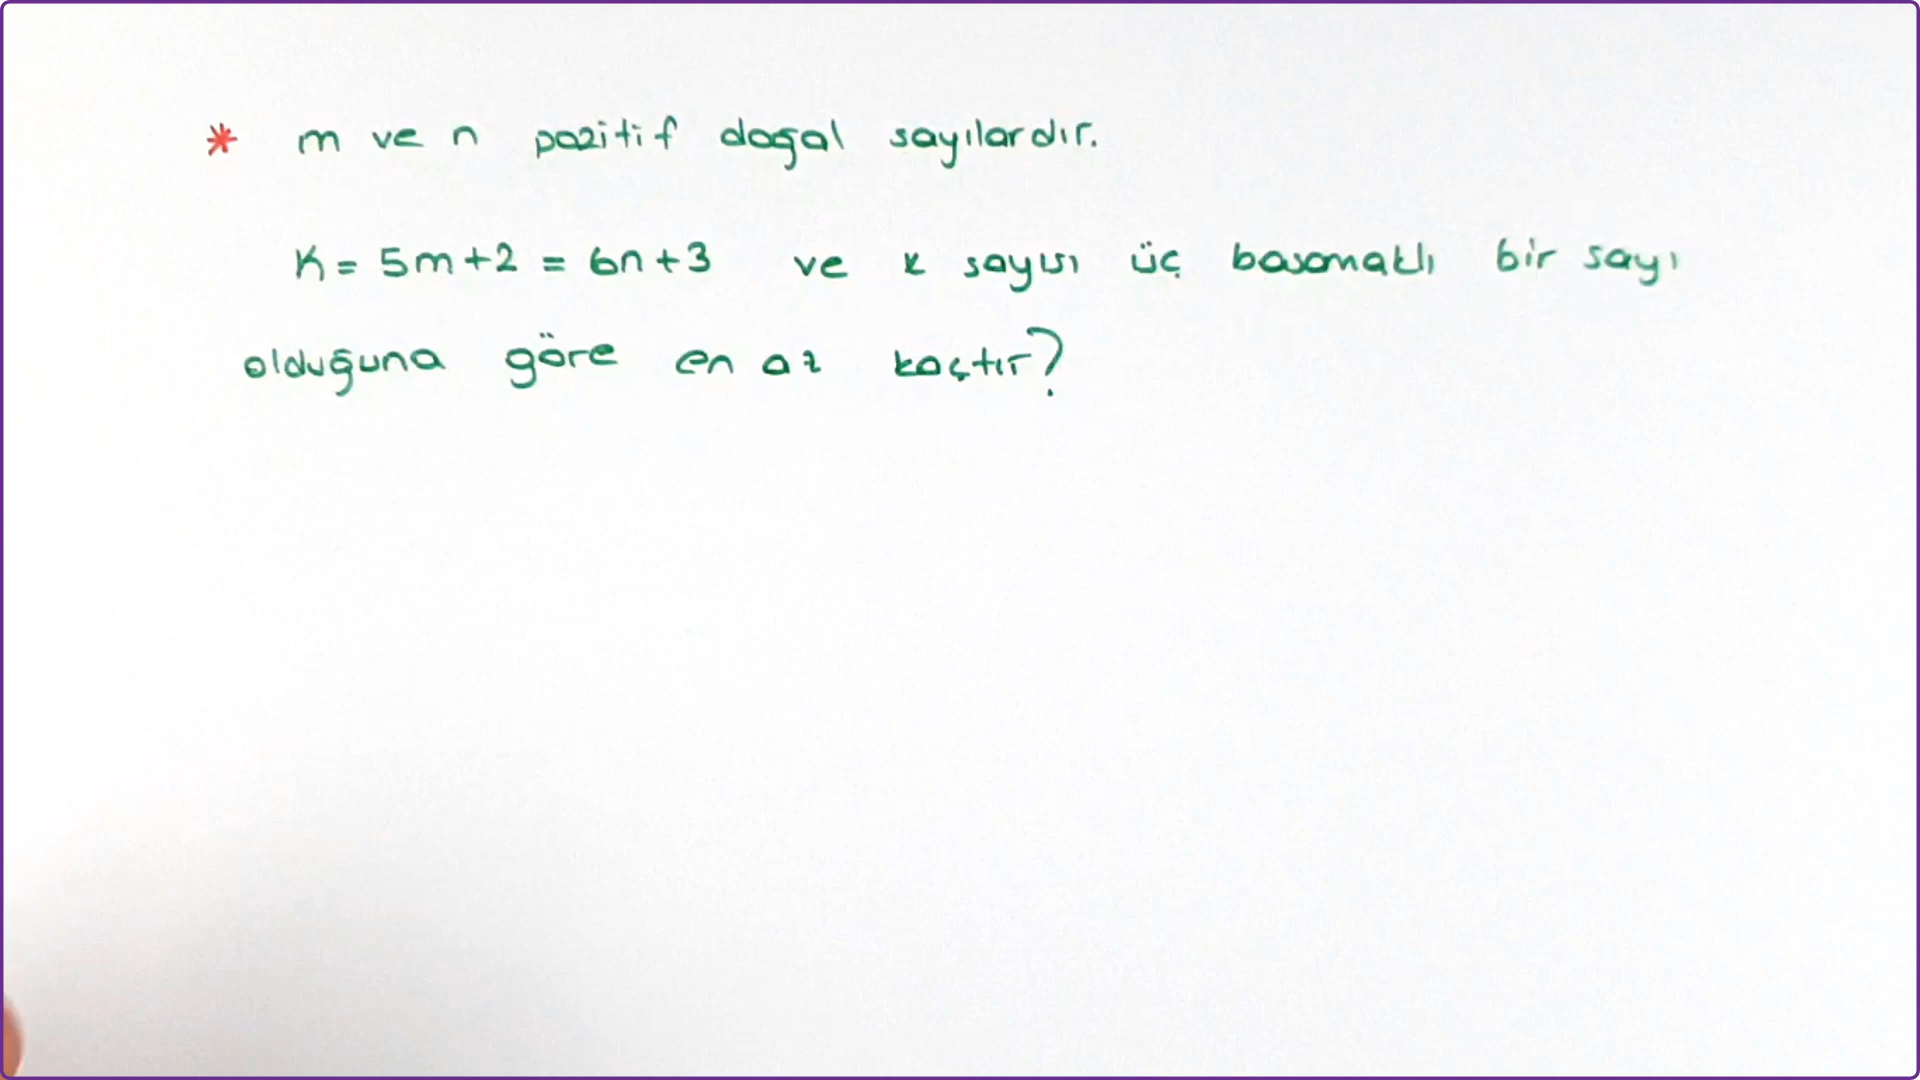 * m ve n pozitif doğal sayılardır.
K = 5m+2 = 6n+3 ve K sayısı üç basamaklı bir sayı
olduğuna göre en az kaçtır?